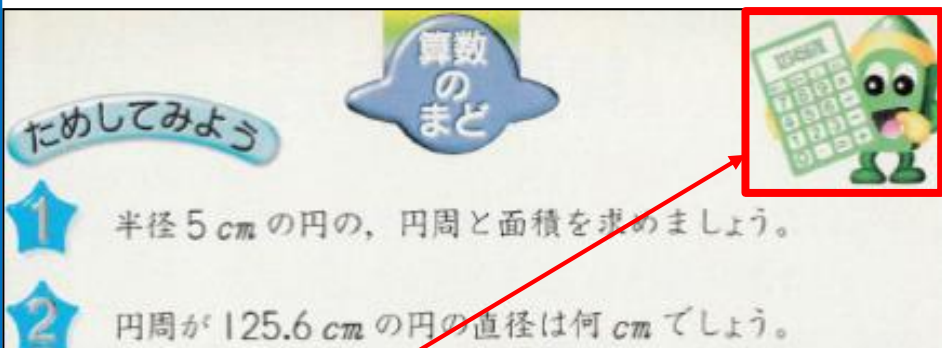 算数
の
まど
ためしてみよう
1 半径5cmの円の，円周と面積を求めましょう。
2 円周が125.6cmの円の直径は何cmでしょう。